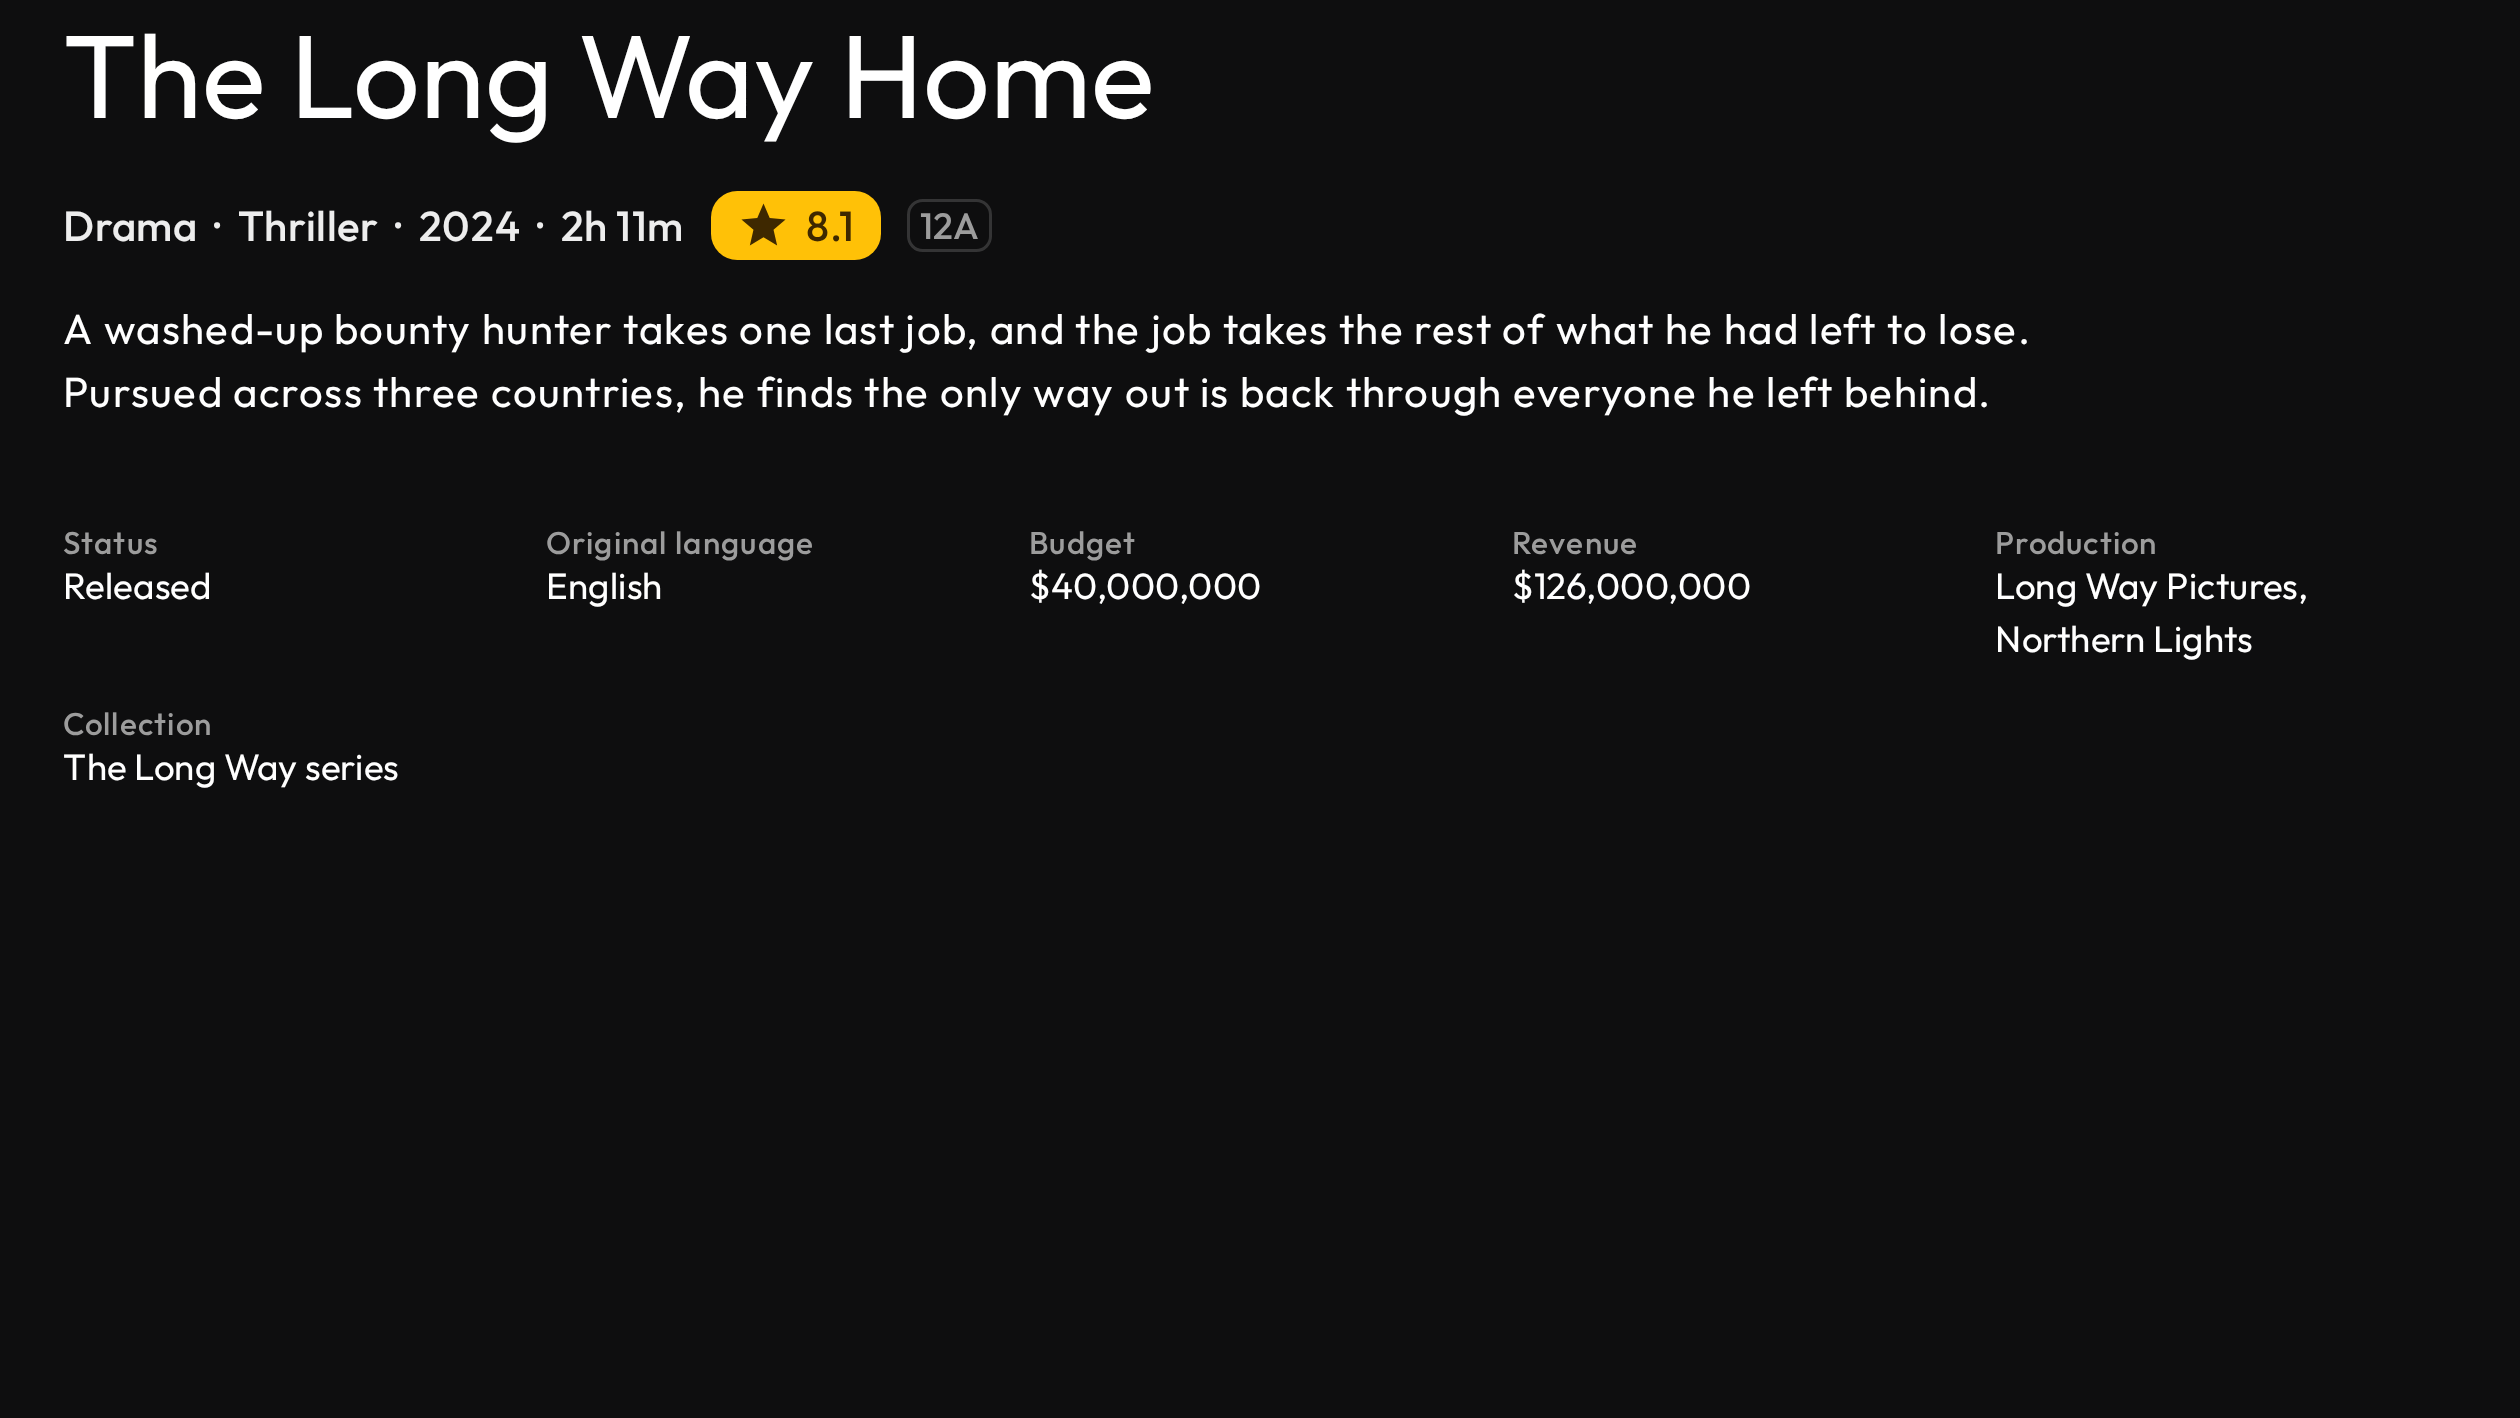 The Long Way Home
Drama · Thriller · 2024 · 2h 11m 8.1 12A
A washed-up bounty hunter takes one last job, and the job takes the rest of what he had left to lose.
Pursued across three countries, he finds the only way out is back through everyone he left behind.
Status
Released
Original language
English
Budget
$40,000,000
Revenue
$126,000,000
Production
Long Way Pictures,
Northern Lights
Collection
The Long Way series